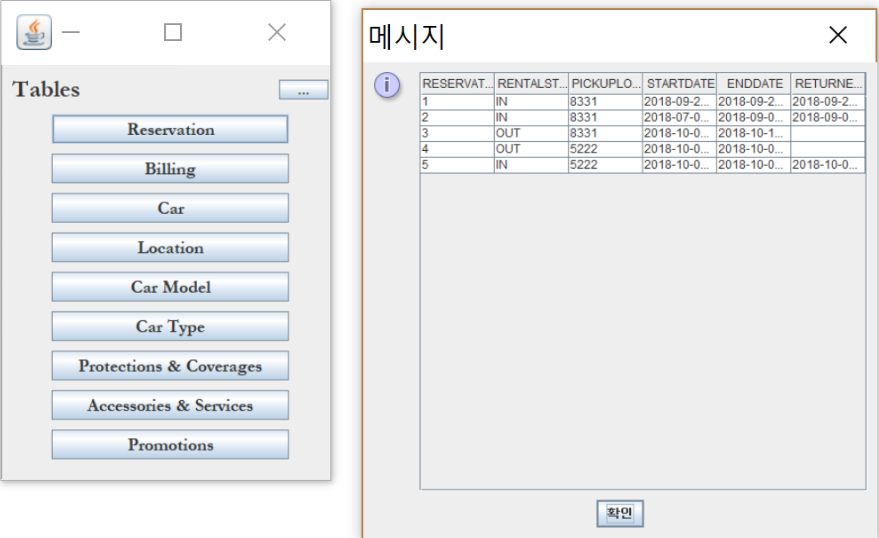 Tables
...
Reservation
Billing
Car
Location
Car Model
Car Type
Protections & Coverages
Accessories & Services
Promotions
메시지
RESERVAT... RENTALST... PICKUPLO... STARTDATE ENDDATE RETURNE...
1 IN 8331 2018-09-2... 2018-09-2... 2018-09-2...
2 IN 8331 2018-07-0... 2018-09-0... 2018-09-0...
3 OUT 8331 2018-10-0... 2018-10-1...
4 OUT 5222 2018-10-0... 2018-10-0...
5 IN 5222 2018-10-0... 2018-10-0... 2018-10-0...
확인